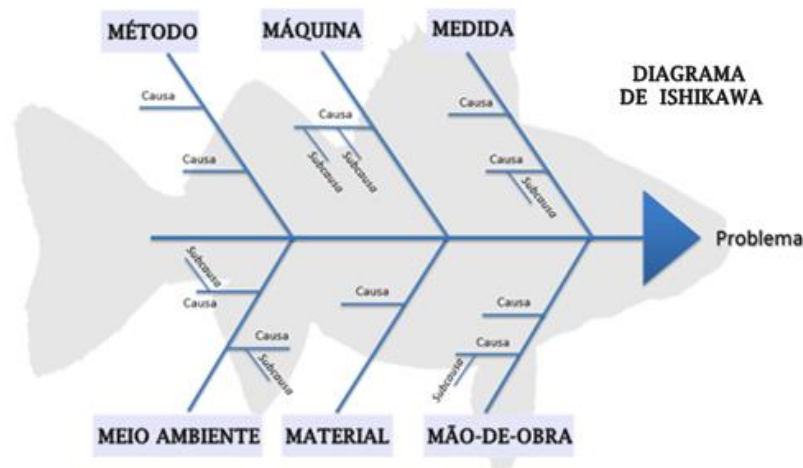 MÉTODO
MÁQUINA
MEDIDA
DIAGRAMA
DE ISHIKAWA
Causa
Causa
Causa
Subcausa
Subcausa
Causa
Causa
Subcausa
Problema
Subcausa
Causa
Causa
Subcausa
Causa
Causa
Causa
Subcausa
MEIO AMBIENTE
MATERIAL
MÃO-DE-OBRA